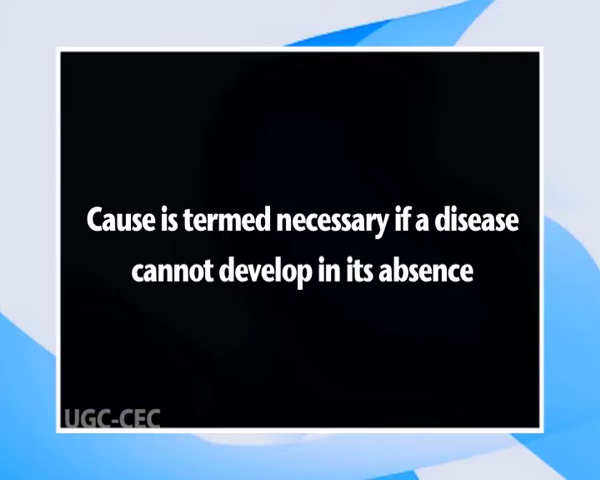 Cause is termed necessary if a disease
cannot develop in its absence
UGC-CEC